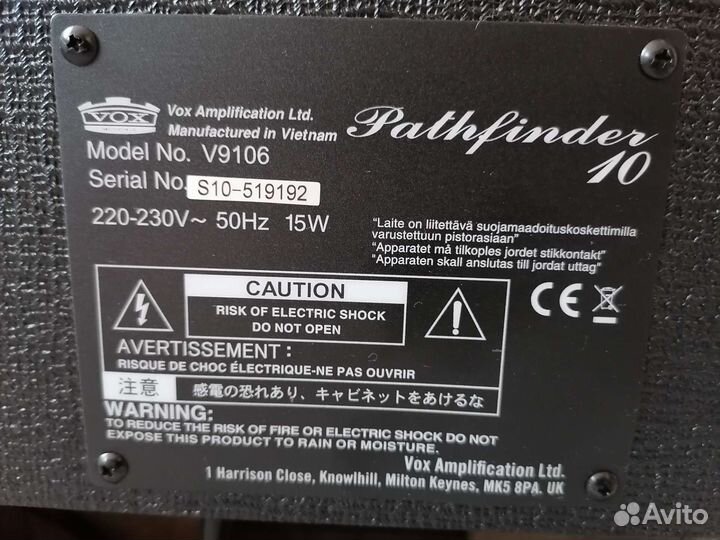 VOX
Vox Amplification Ltd.
Manufactured in Vietnam
Pathfinder
10
Model No. V9106
Serial No. S10-519192
220-230V~ 50Hz 15W
"Laite on liitettävä suojamaadoituskoskettimilla
varustettuun pistorasiaan"
"Apparatet må tilkoples jordet stikkontakt"
"Apparaten skall anslutas till jordat uttag"
CAUTION
RISK OF ELECTRIC SHOCK
DO NOT OPEN
CE
AVERTISSEMENT :
RISQUE DE CHOC ÉLECTRIQUE-NE PAS OUVRIR
注意 感電の恐れあり、キャビネットをあけるな
WARNING:
TO REDUCE THE RISK OF FIRE OR ELECTRIC SHOCK DO NOT
EXPOSE THIS PRODUCT TO RAIN OR MOISTURE.
Vox Amplification Ltd.
1 Harrison Close, Knowlhill, Milton Keynes, MK5 8PA. UK
Avito